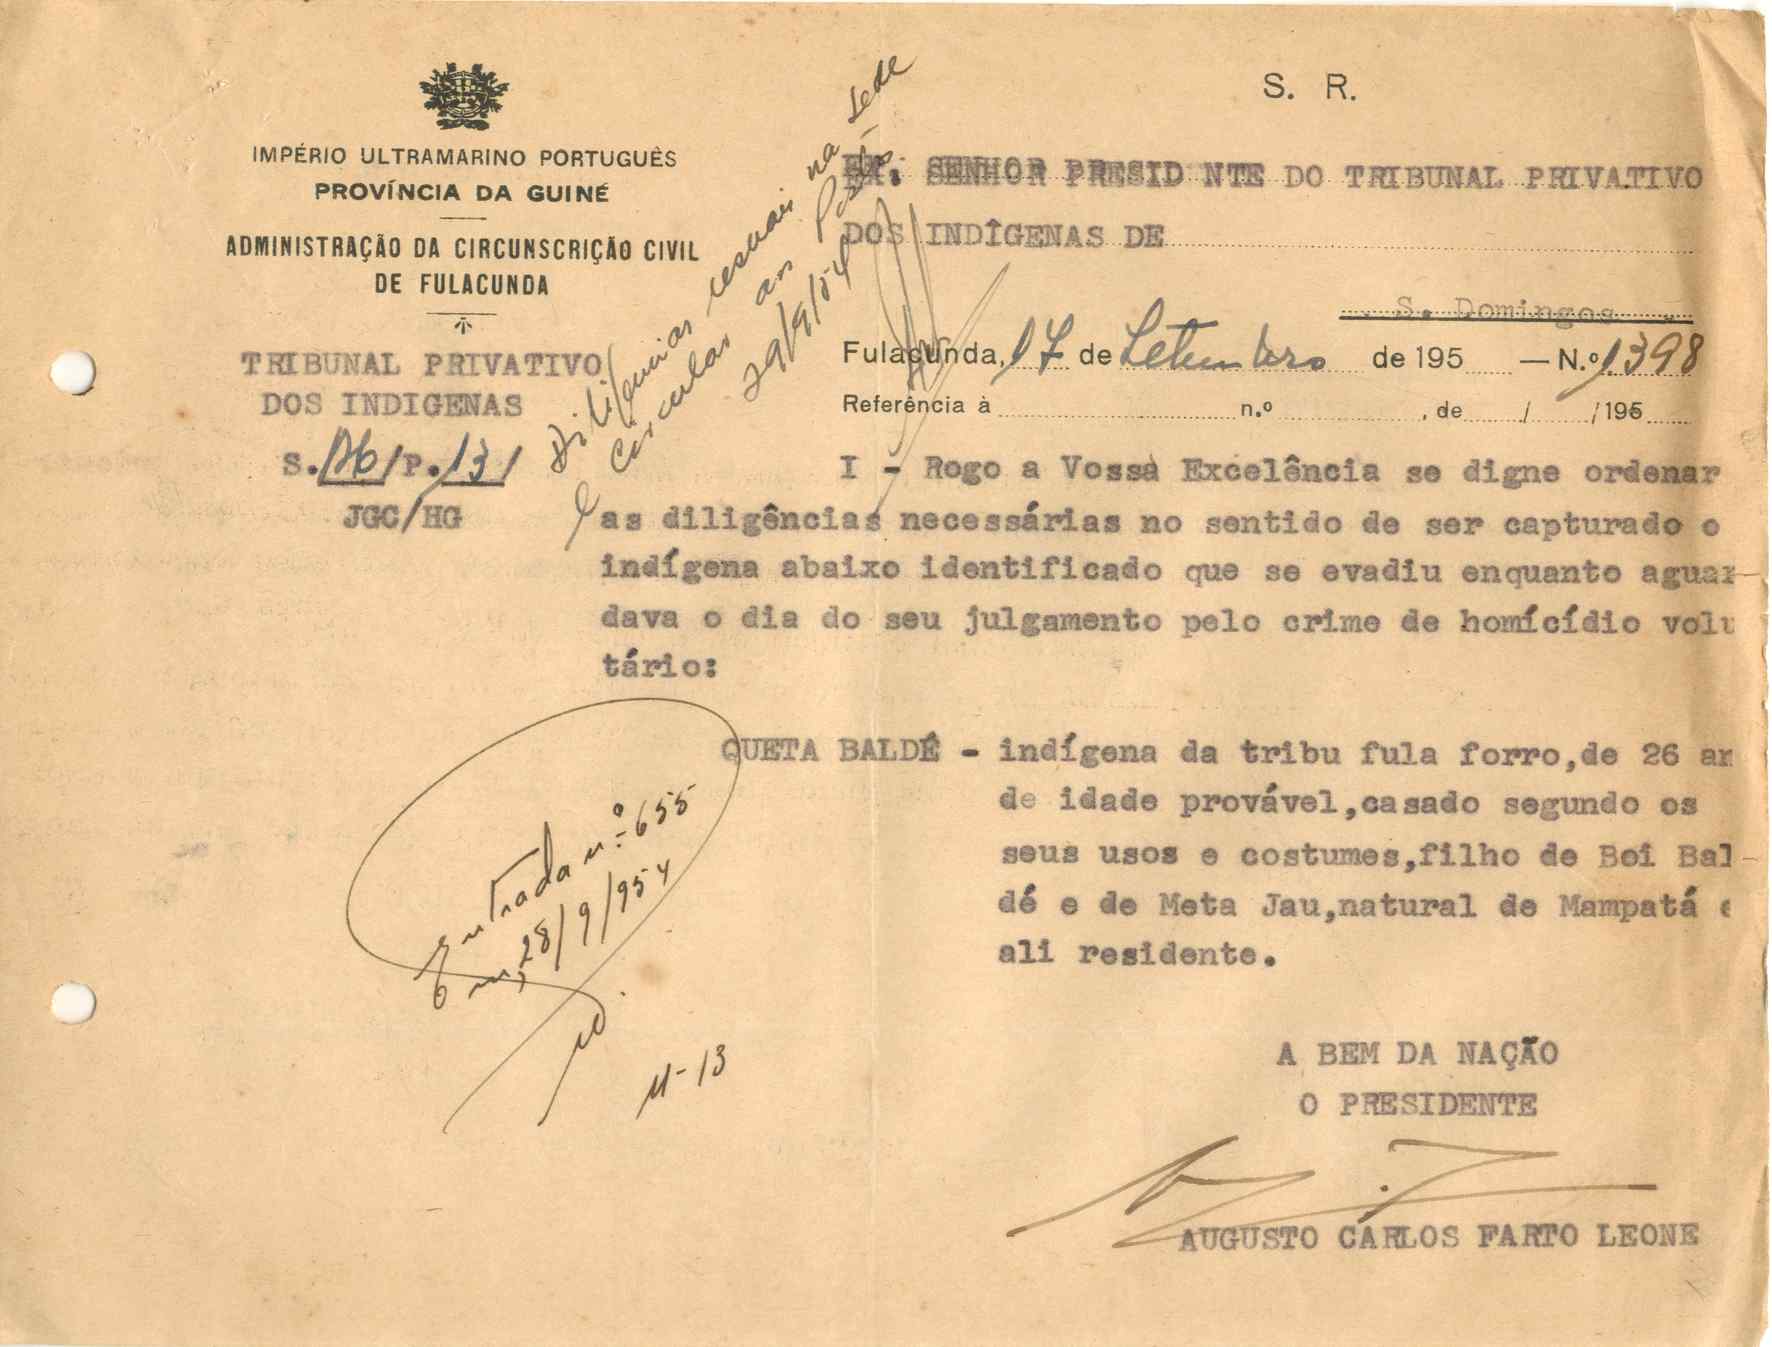 IMPÉRIO ULTRAMARINO PORTUGUÊS
PROVÍNCIA DA GUINÉ
ADMINISTRAÇÃO DA CIRCUNSCRIÇÃO CIVIL
DE FULACUNDA
TRIBUNAL PRIVATIVO
DOS INDIGENAS
S. /P.13/
JGC/HG
Diligencias na sede
e circular aos Postos
29/9/54
S. R.
EX. SENHOR PRESID NTE DO TRIBUNAL PRIVATIVO
DOS INDÍGENAS DE
S. Domingos
Fulacunda, 17 de Setembro de 195 — N.º 1398
Referência à n.º , de / /195
I - Rogo a Vossa Excelência se digne ordenar
as diligências necessárias no sentido de ser capturado o
indígena abaixo identificado que se evadiu enquanto aguar-
dava o dia do seu julgamento pelo crime de homícídio volu
tário:
QUETA BALDÉ - indígena da tribu fula forro,de 26 an
de idade provável,casado segundo os
seus usos e costumes,filho de Boi Bal-
dé e de Meta Jau,natural de Mampatá e
ali residente.
Entrada n.º 655
Em, 28/9/954
M-13
A BEM DA NAÇÃO
O PRESIDENTE
AUGUSTO CARLOS FARTO LEONE